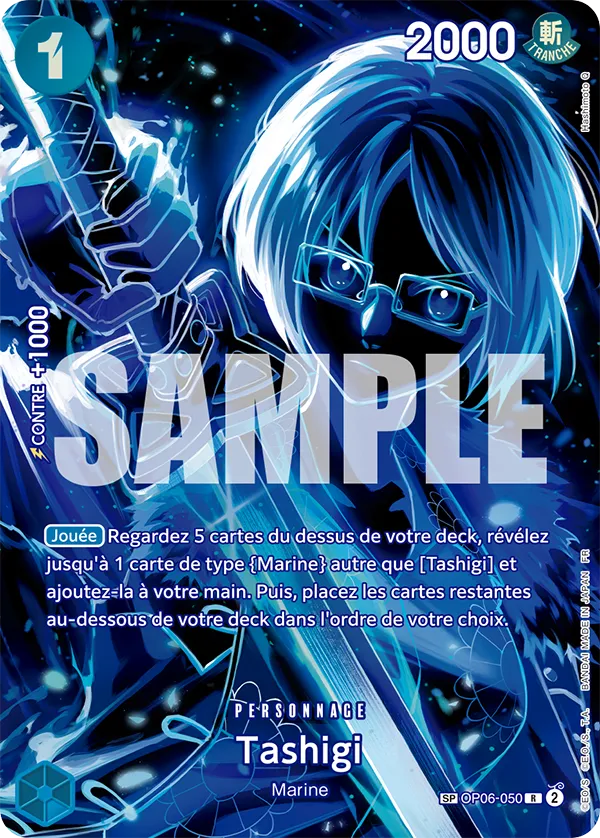 1
2000
斬
TRANCHE
Hashimoto Q
CONTRE +1000
SAMPLE
Jouée Regardez 5 cartes du dessus de votre deck, révélez
jusqu'à 1 carte de type {Marine} autre que [Tashigi] et
ajoutez-la à votre main. Puis, placez les cartes restantes
au-dessous de votre deck dans l'ordre de votre choix.
PERSONNAGE
Tashigi
Marine
SP OP06-050 R 2
©E.O/S. ©E.O./S.,T.A. BANDAI MADE IN JAPAN FR